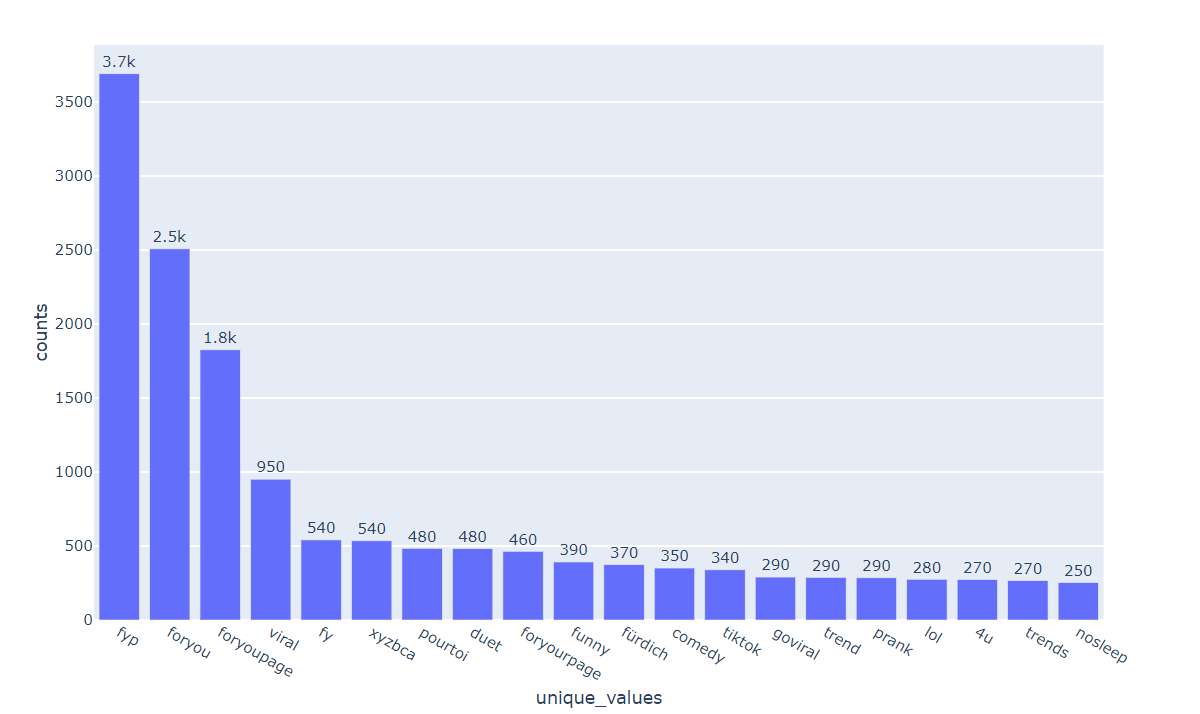 3.7k
2.5k
1.8k
950
540
540
480
480
460
390
370
350
340
290
290
290
280
270
270
250
3500
3000
2500
2000
1500
1000
500
0
counts
fyp
foryou
foryoupage
viral
fy
xyzbca
pourtoi
duet
foryourpage
funny
fürdich
comedy
tiktok
goviral
trend
prank
lol
4u
trends
nosleep
unique_values